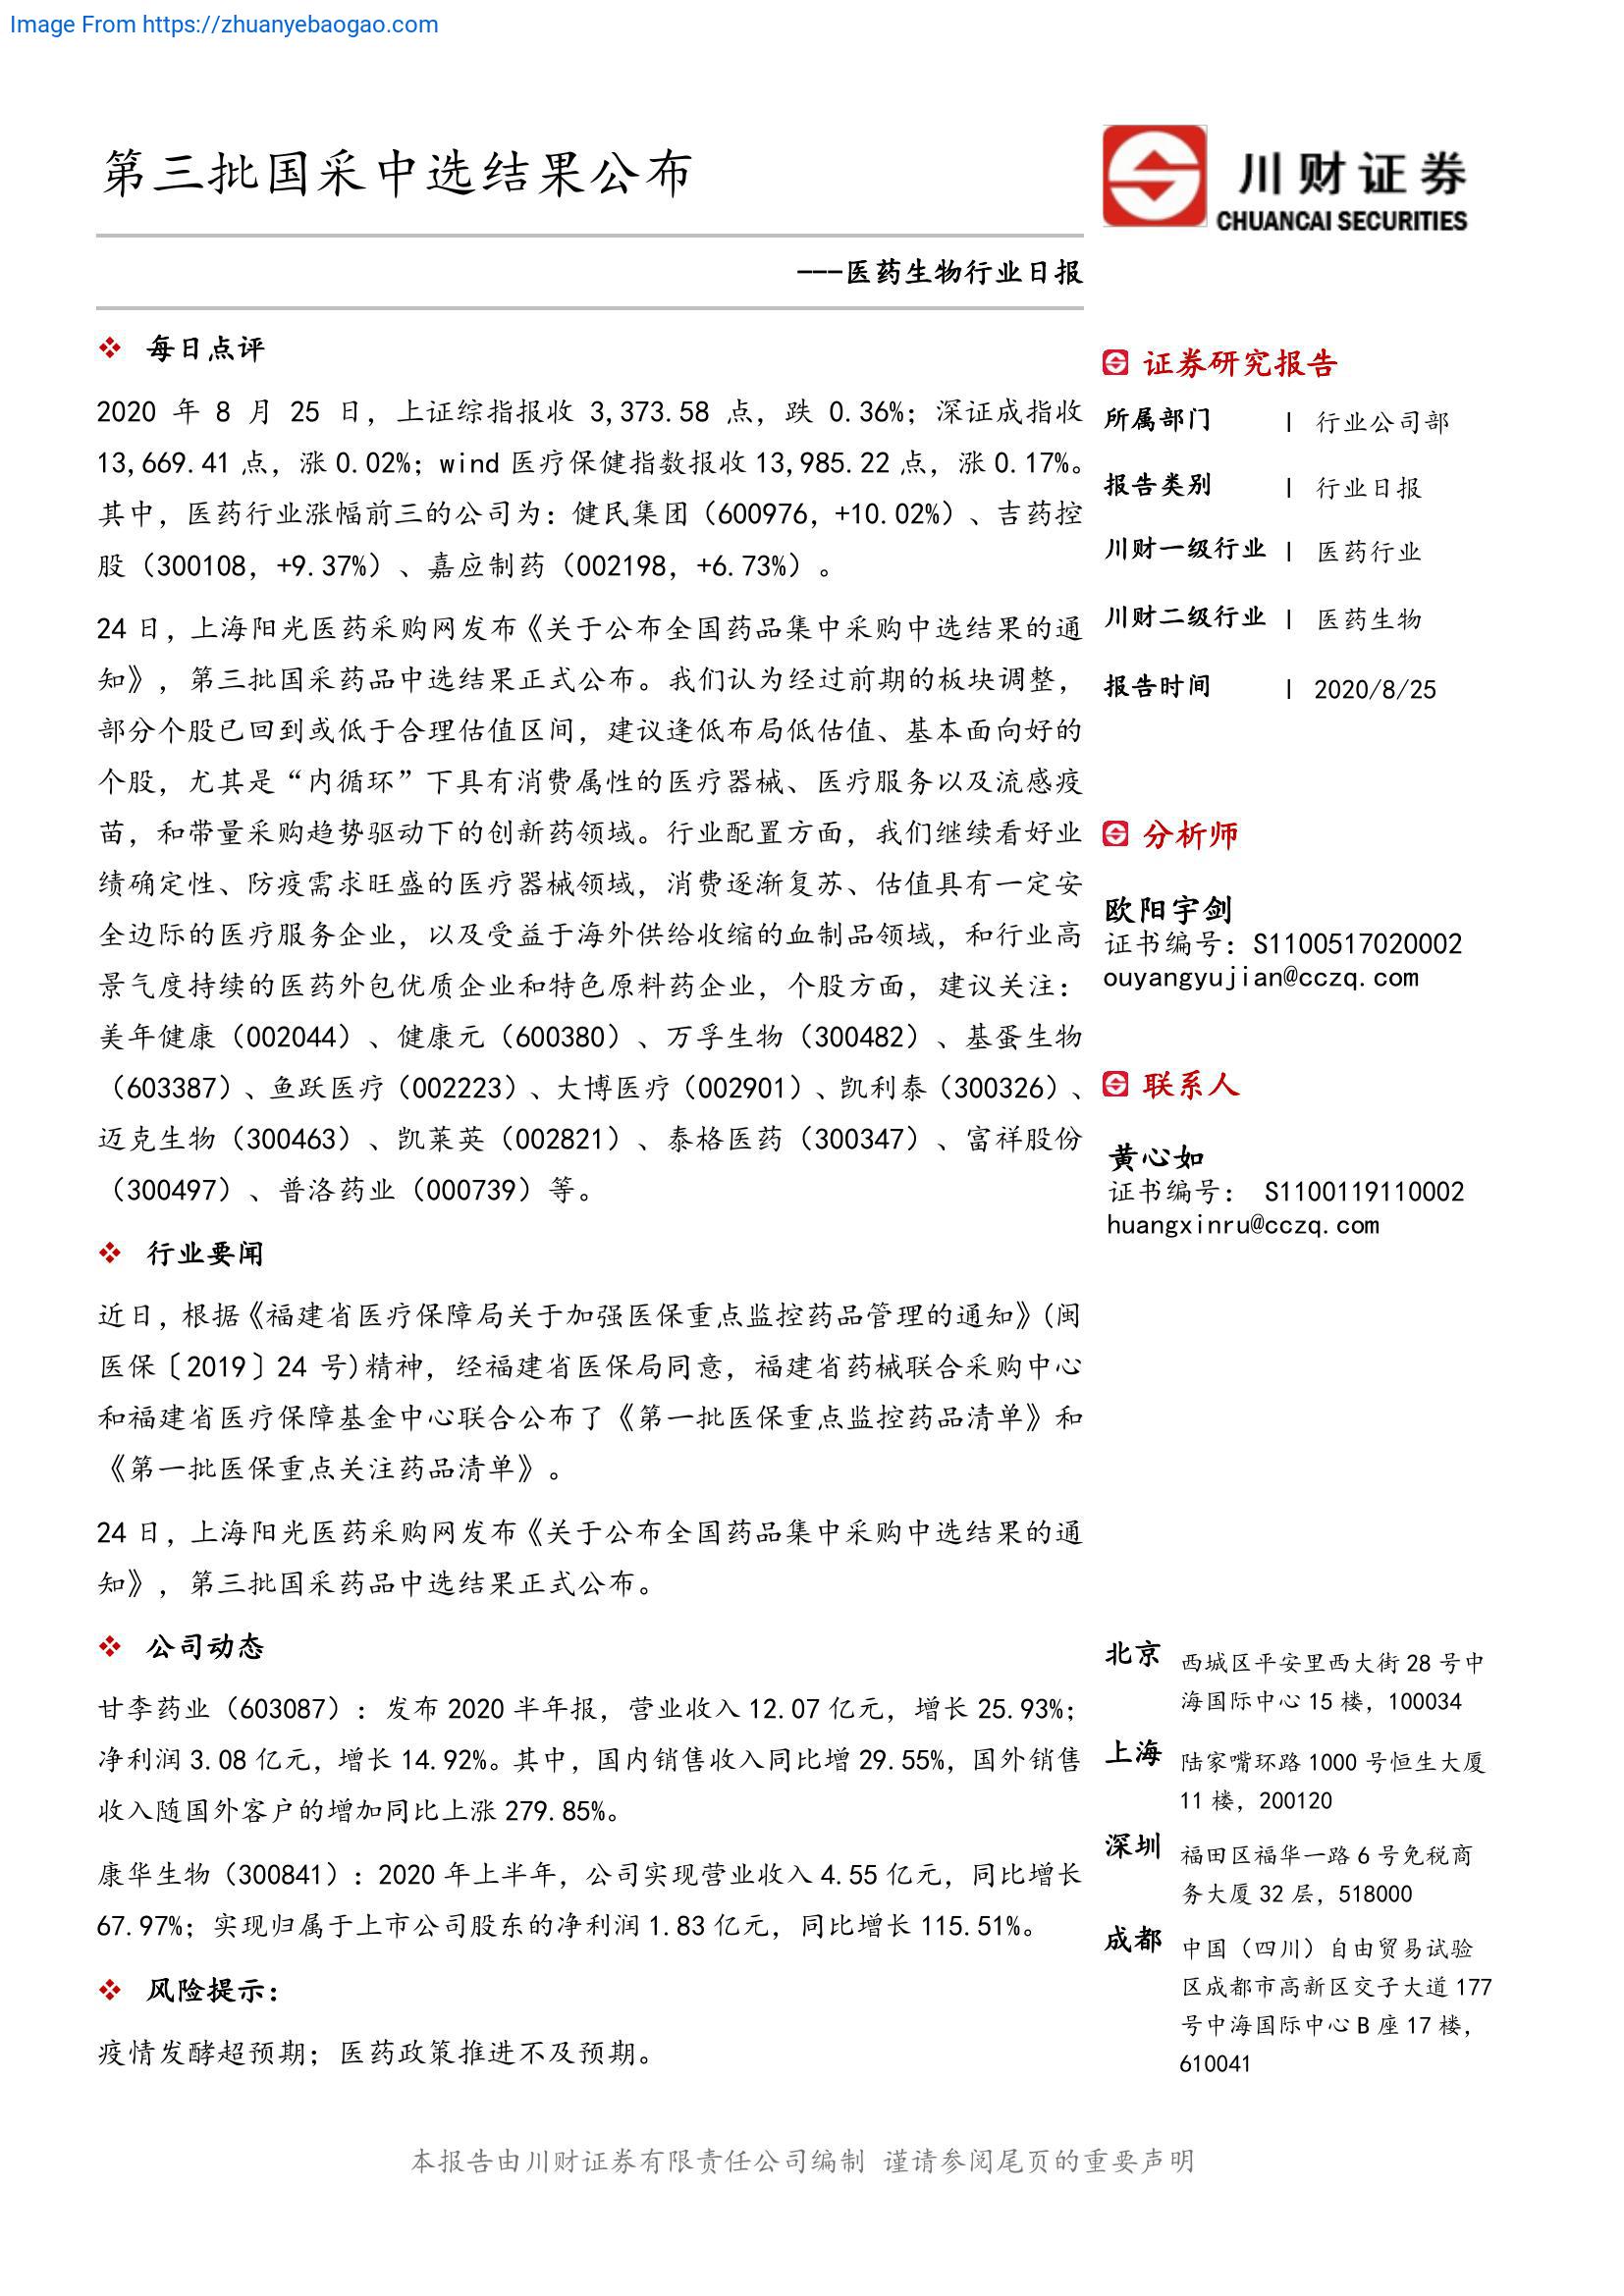 Image From https://zhuanyebaogao.com
第三批国采中选结果公布
川财证券
CHUANCAI SECURITIES
---医药生物行业日报
❖ 每日点评
2020 年 8 月 25 日，上证综指报收 3,373.58 点，跌 0.36%；深证成指收
13,669.41 点，涨 0.02%；wind 医疗保健指数报收 13,985.22 点，涨 0.17%。
其中，医药行业涨幅前三的公司为：健民集团（600976，+10.02%）、吉药控
股（300108，+9.37%）、嘉应制药（002198，+6.73%）。
24 日，上海阳光医药采购网发布《关于公布全国药品集中采购中选结果的通
知》，第三批国采药品中选结果正式公布。我们认为经过前期的板块调整，
部分个股已回到或低于合理估值区间，建议逢低布局低估值、基本面向好的
个股，尤其是“内循环”下具有消费属性的医疗器械、医疗服务以及流感疫
苗，和带量采购趋势驱动下的创新药领域。行业配置方面，我们继续看好业
绩确定性、防疫需求旺盛的医疗器械领域，消费逐渐复苏、估值具有一定安
全边际的医疗服务企业，以及受益于海外供给收缩的血制品领域，和行业高
景气度持续的医药外包优质企业和特色原料药企业，个股方面，建议关注：
美年健康（002044）、健康元（600380）、万孚生物（300482）、基蛋生物
（603387）、鱼跃医疗（002223）、大博医疗（002901）、凯利泰（300326）、
迈克生物（300463）、凯莱英（002821）、泰格医药（300347）、富祥股份
（300497）、普洛药业（000739）等。
❖ 行业要闻
近日，根据《福建省医疗保障局关于加强医保重点监控药品管理的通知》(闽
医保〔2019〕24 号)精神，经福建省医保局同意，福建省药械联合采购中心
和福建省医疗保障基金中心联合公布了《第一批医保重点监控药品清单》和
《第一批医保重点关注药品清单》。
24 日，上海阳光医药采购网发布《关于公布全国药品集中采购中选结果的通
知》，第三批国采药品中选结果正式公布。
❖ 公司动态
甘李药业（603087）：发布 2020 半年报，营业收入 12.07 亿元，增长 25.93%；
净利润 3.08 亿元，增长 14.92%。其中，国内销售收入同比增 29.55%，国外销售
收入随国外客户的增加同比上涨 279.85%。
康华生物（300841）：2020 年上半年，公司实现营业收入 4.55 亿元，同比增长
67.97%；实现归属于上市公司股东的净利润 1.83 亿元，同比增长 115.51%。
❖ 风险提示：
疫情发酵超预期；医药政策推进不及预期。
证券研究报告
所属部门 | 行业公司部
报告类别 | 行业日报
川财一级行业 | 医药行业
川财二级行业 | 医药生物
报告时间 | 2020/8/25
分析师
欧阳宇剑
证书编号：S1100517020002
ouyangyujian@cczq.com
联系人
黄心如
证书编号： S1100119110002
huangxinru@cczq.com
北京 西城区平安里西大街 28 号中
海国际中心 15 楼，100034
上海 陆家嘴环路 1000 号恒生大厦
11 楼，200120
深圳 福田区福华一路 6 号免税商
务大厦 32 层，518000
成都 中国（四川）自由贸易试验
区成都市高新区交子大道 177
号中海国际中心 B 座 17 楼，
610041
本报告由川财证券有限责任公司编制 谨请参阅尾页的重要声明